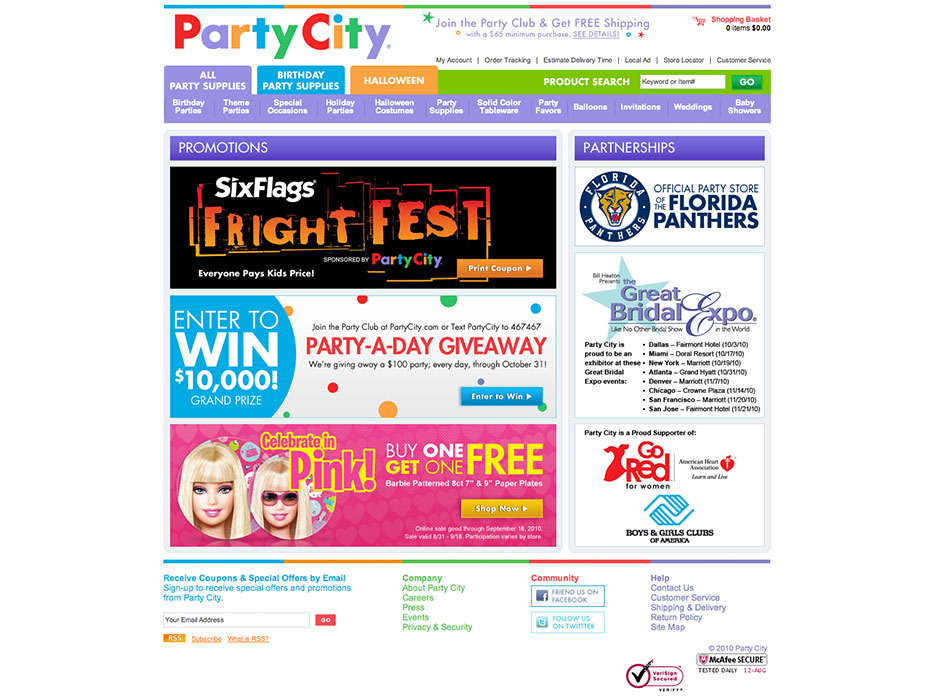 Party City®
Join the Party Club & Get FREE Shipping
with a $65 minimum purchase. SEE DETAILS!
Shopping Basket
0 items $0.00
My Account | Order Tracking | Estimate Delivery Time | Local Ad | Store Locator | Customer Service
ALL
PARTY SUPPLIES
BIRTHDAY
PARTY SUPPLIES
HALLOWEEN
PRODUCT SEARCH
Keyword or Item#
GO
Birthday
Parties
Theme
Parties
Special
Occasions
Holiday
Parties
Halloween
Costumes
Party
Supplies
Solid Color
Tableware
Party
Favors
Balloons
Invitations
Weddings
Baby
Showers
PROMOTIONS
SixFlags®
FRIGHT FEST
SPONSORED BY Party City
Everyone Pays Kids Price!
Print Coupon
ENTER TO
WIN
$10,000!
GRAND PRIZE
Join the Party Club at PartyCity.com or Text PartyCity to 467467
PARTY-A-DAY GIVEAWAY
We're giving away a $100 party; every day, through October 31!
Enter to Win
Celebrate in
Pink!
BUY ONE
GET ONE FREE
Barbie Patterned 8ct 7" & 9" Paper Plates
Shop Now
Online sale good through September 18, 2010.
Sale valid 8/31 - 9/18. Participation varies by store.
PARTNERSHIPS
FLORIDA
PANTHERS
OFFICIAL PARTY STORE
OF THE FLORIDA
PANTHERS
Bill Heaton
Presents the
Great
Bridal Expo®
Like No Other Bridal Show in the World
Party City is
proud to be an
exhibitor at these
Great Bridal
Expo events:
• Dallas – Fairmont Hotel (10/3/10)
• Miami – Doral Resort (10/17/10)
• New York – Marriott (10/19/10)
• Atlanta – Grand Hyatt (10/31/10)
• Denver – Marriott (11/7/10)
• Chicago – Crowne Plaza (11/14/10)
• San Francisco – Marriott (11/20/10)
• San Jose – Fairmont Hotel (11/21/10)
Party City is a Proud Supporter of:
Go
Red
for women
American Heart
Association
Learn and Live
BOYS & GIRLS CLUBS
OF AMERICA
Receive Coupons & Special Offers by Email
Sign-up to receive special offers and promotions
from Party City.
Your Email Address
GO
RSS Subscribe What is RSS?
Company
About Party City
Careers
Press
Events
Privacy & Security
Community
FRIEND US ON
FACEBOOK
FOLLOW US
ON TWITTTER
Help
Contact Us
Customer Service
Shipping & Delivery
Return Policy
Site Map
© 2010 Party City
McAfee SECURE
TESTED DAILY 12-AUG
VeriSign
Secured
VERIFY